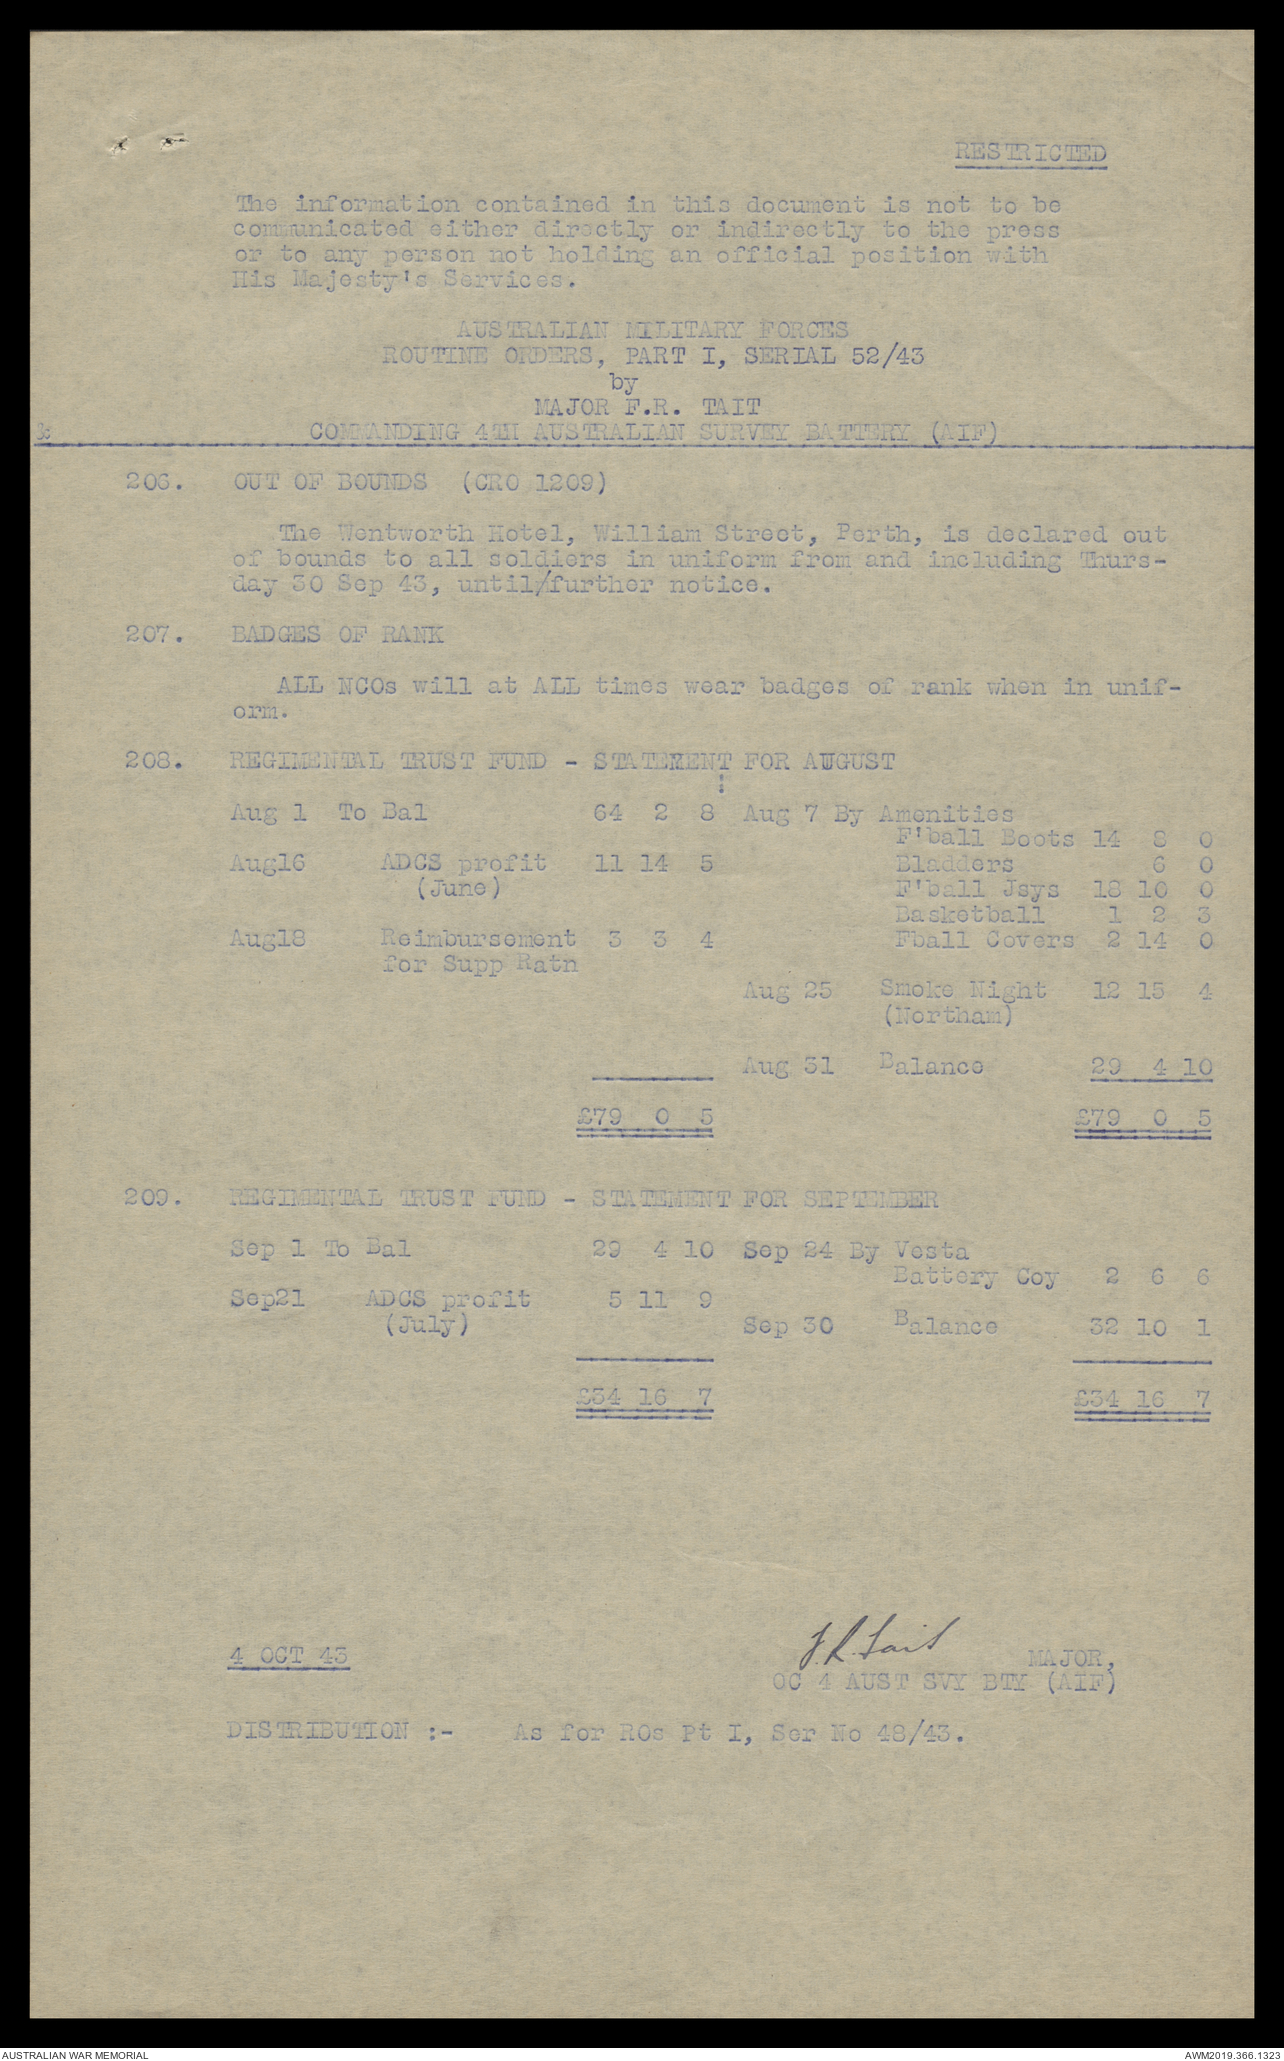 RESTRICTED
The information contained in this document is not to be
communicated either directly or indirectly to the press
or to any person not holding an official position with
His Majesty's Services.
AUSTRALIAN MILITARY FORCES
ROUTINE ORDERS, PART I, SERIAL 52/43
by
MAJOR F.R. TAIT
COMMANDING 4TH AUSTRALIAN SURVEY BATTERY (AIF)
206. OUT OF BOUNDS (CRO 1209)
The Wentworth Hotel, William Street, Perth, is declared out
of bounds to all soldiers in uniform from and including Thurs-
day 30 Sep 43, until/further notice.
207. BADGES OF RANK
ALL NCOs will at ALL times wear badges of rank when in unif-
orm.
208. REGIMENTAL TRUST FUND - STATEMENT FOR AUGUST
:
Aug 1 To Bal 64 2 8 Aug 7 By Amenities
F'ball Boots 14 8 0
Aug16 ADCS profit 11 14 5 Bladders 6 0
(June) F'ball Jsys 18 10 0
Basketball 1 2 3
Aug18 Reimbursement 3 3 4 Fball Covers 2 14 0
for Supp Ratn
Aug 25 Smoke Night 12 15 4
(Northam)
Aug 31 Balance 29 4 10
£79 0 5 £79 0 5
209. REGIMENTAL TRUST FUND - STATEMENT FOR SEPTEMBER
Sep 1 To Bal 29 4 10 Sep 24 By Vesta
Battery Coy 2 6 6
Sep21 ADCS profit 5 11 9
(July) Sep 30 Balance 32 10 1
£34 16 7 £34 16 7
F.R. Tait
4 OCT 43 MAJOR,
OC 4 AUST SVY BTY (AIF)
DISTRIBUTION :- As for ROs Pt I, Ser No 48/43.
AUSTRALIAN WAR MEMORIAL AWM2019.366.1323